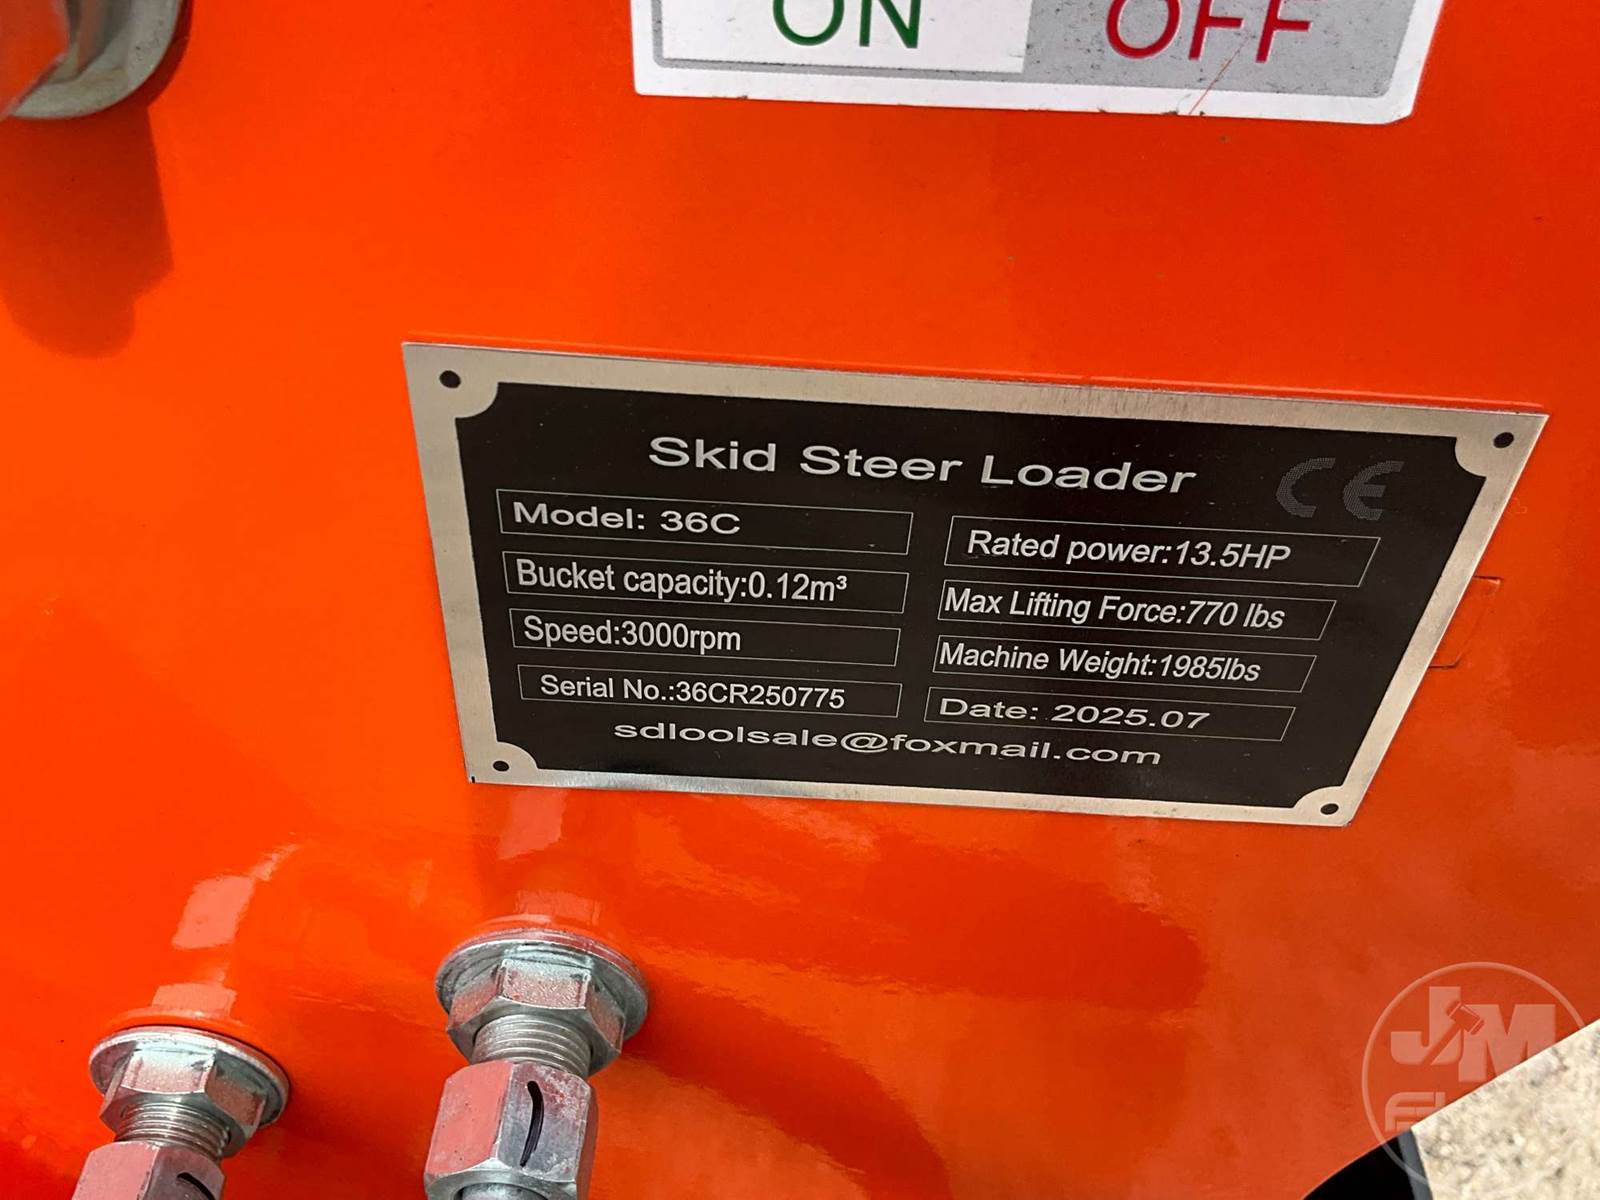 ON OFF
Skid Steer Loader CE
Model: 36C
Rated power:13.5HP
Bucket capacity:0.12m³
Max Lifting Force:770 lbs
Speed:3000rpm
Machine Weight:1985lbs
Serial No.:36CR250775
Date: 2025.07
sdloolsale@foxmail.com
JM